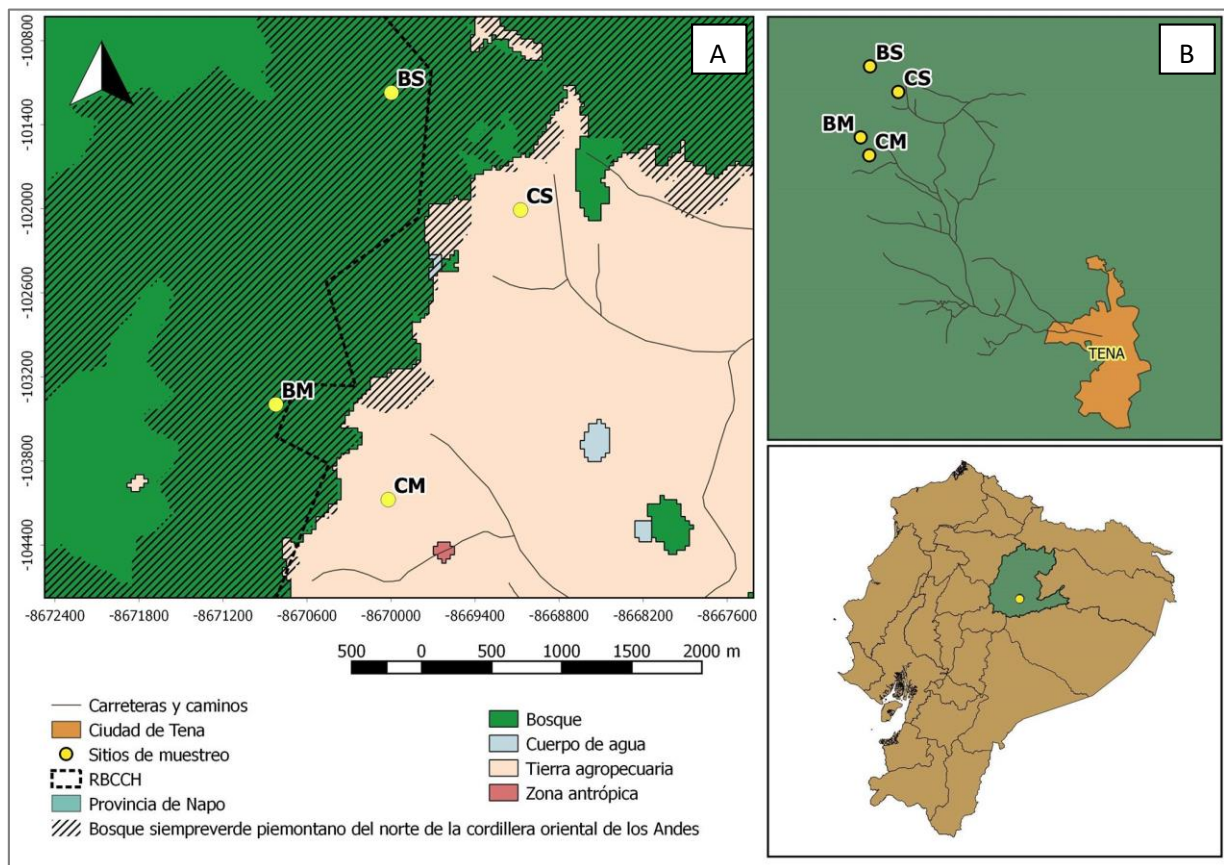 A
BS
CS
BM
CM
-100800
-101400
-102000
-102600
-103200
-103800
-104400
-8672400
-8671800
-8671200
-8670600
-8670000
-8669400
-8668800
-8668200
-8667600
B
BS
CS
BM
CM
TENA
500
0
500
1000
1500
2000 m
Carreteras y caminos
Ciudad de Tena
Sitios de muestreo
RBCCH
Provincia de Napo
Bosque siempreverde piemontano del norte de la cordillera oriental de los Andes
Bosque
Cuerpo de agua
Tierra agropecuaria
Zona antrópica